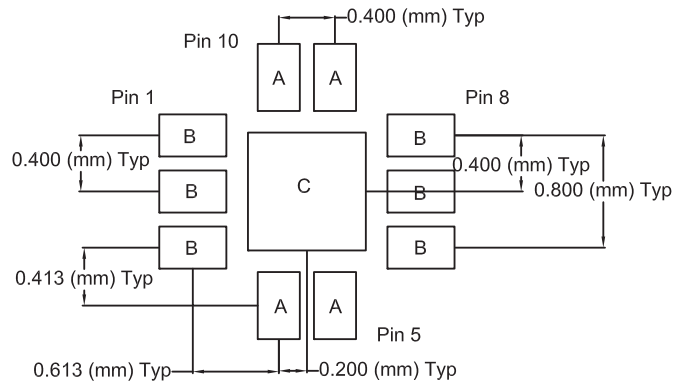 0.400 (mm) Typ
Pin 10
A A
Pin 1 Pin 8
B B
0.400 (mm) Typ 0.400 (mm) Typ
C
B B 0.800 (mm) Typ
B B
0.413 (mm) Typ
A A
Pin 5
0.613 (mm) Typ 0.200 (mm) Typ